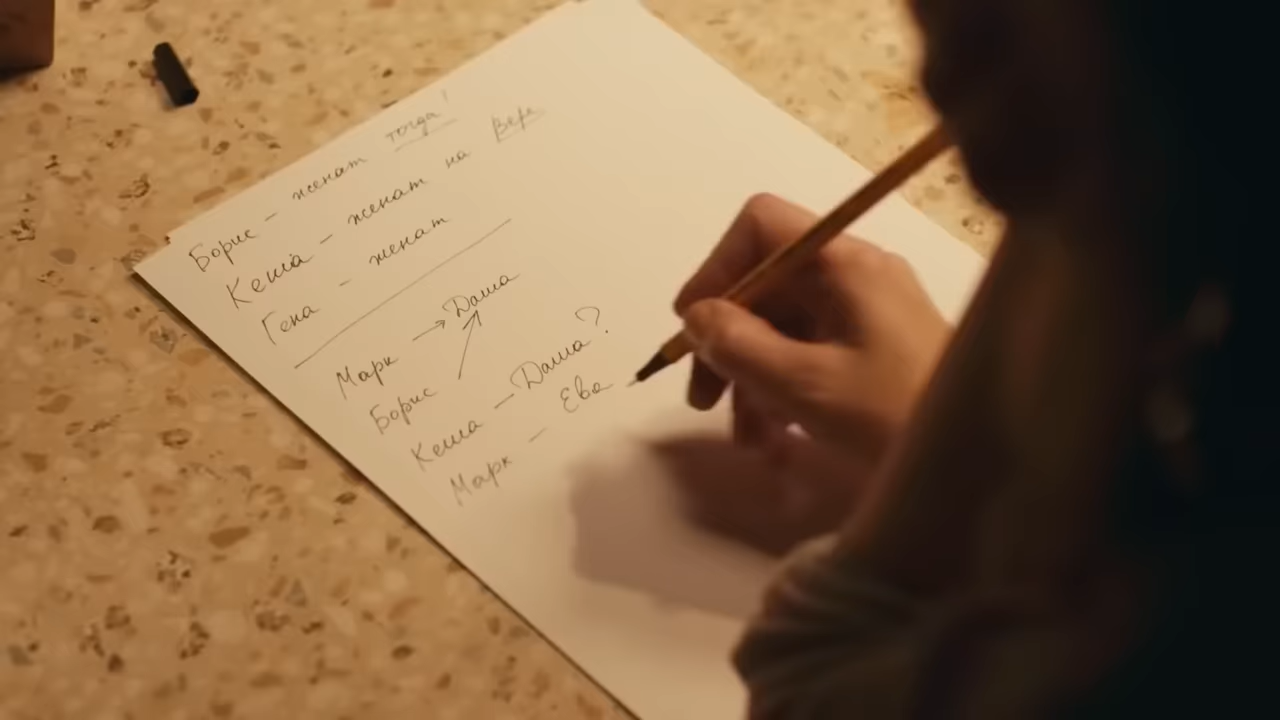 Борис - женат тогда!
Кеша - женат на Вере
Гена - женат
Марк → Даша
Борис
Кеша - Даша?
Марк - Ева